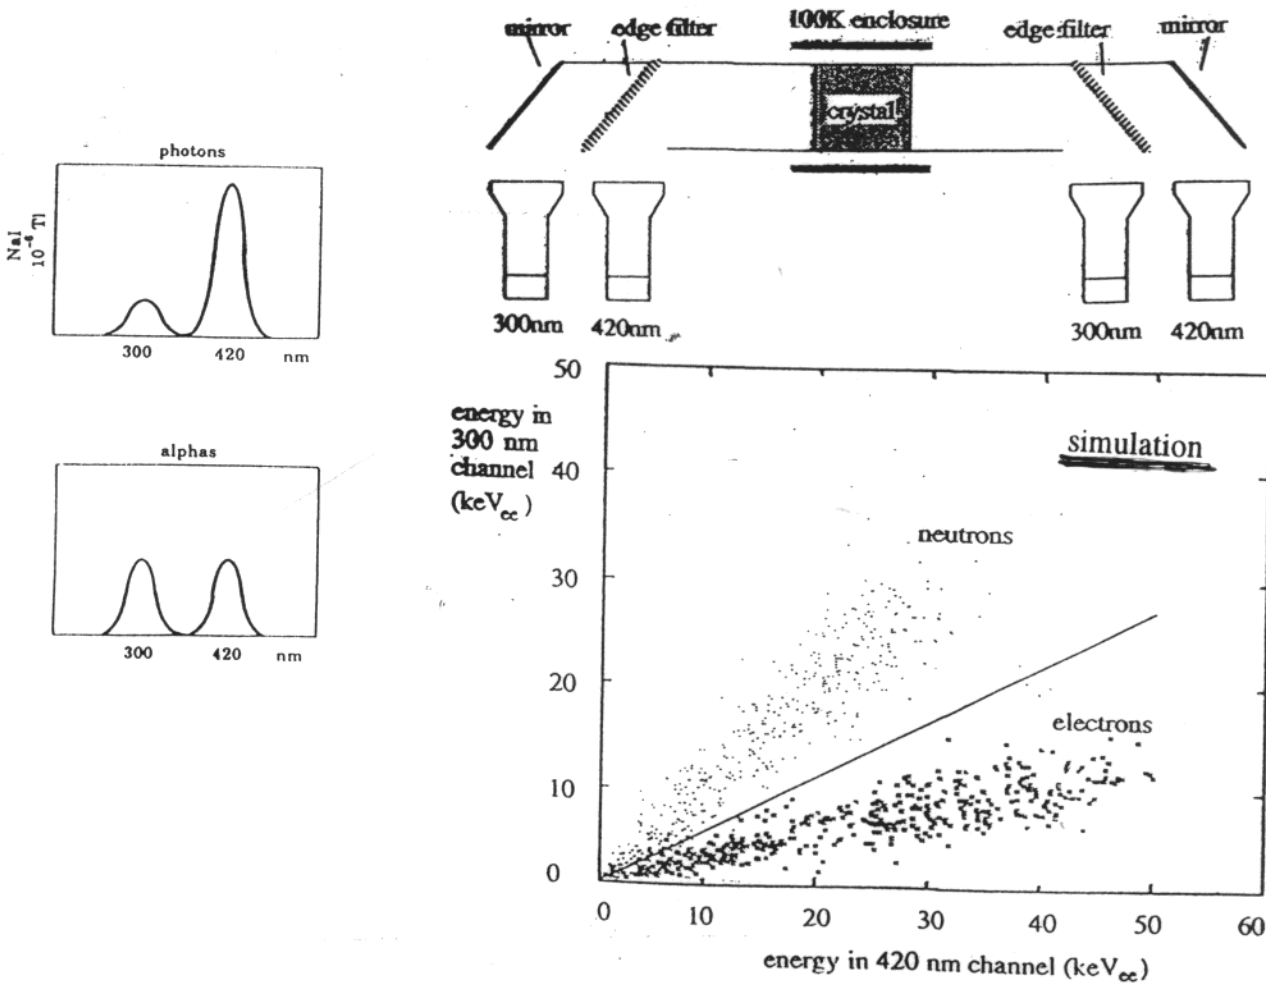 mirror
edge filter
100K enclosure
edge filter
mirror
crystal
300nm
420nm
300nm
420nm
photons
NaI
10⁻⁶ Tl
300
420
nm
alphas
300
420
nm
energy in
300 nm
channel
(keVee)
50
40
30
20
10
0
simulation
neutrons
electrons
0
10
20
30
40
50
60
energy in 420 nm channel (keVee)